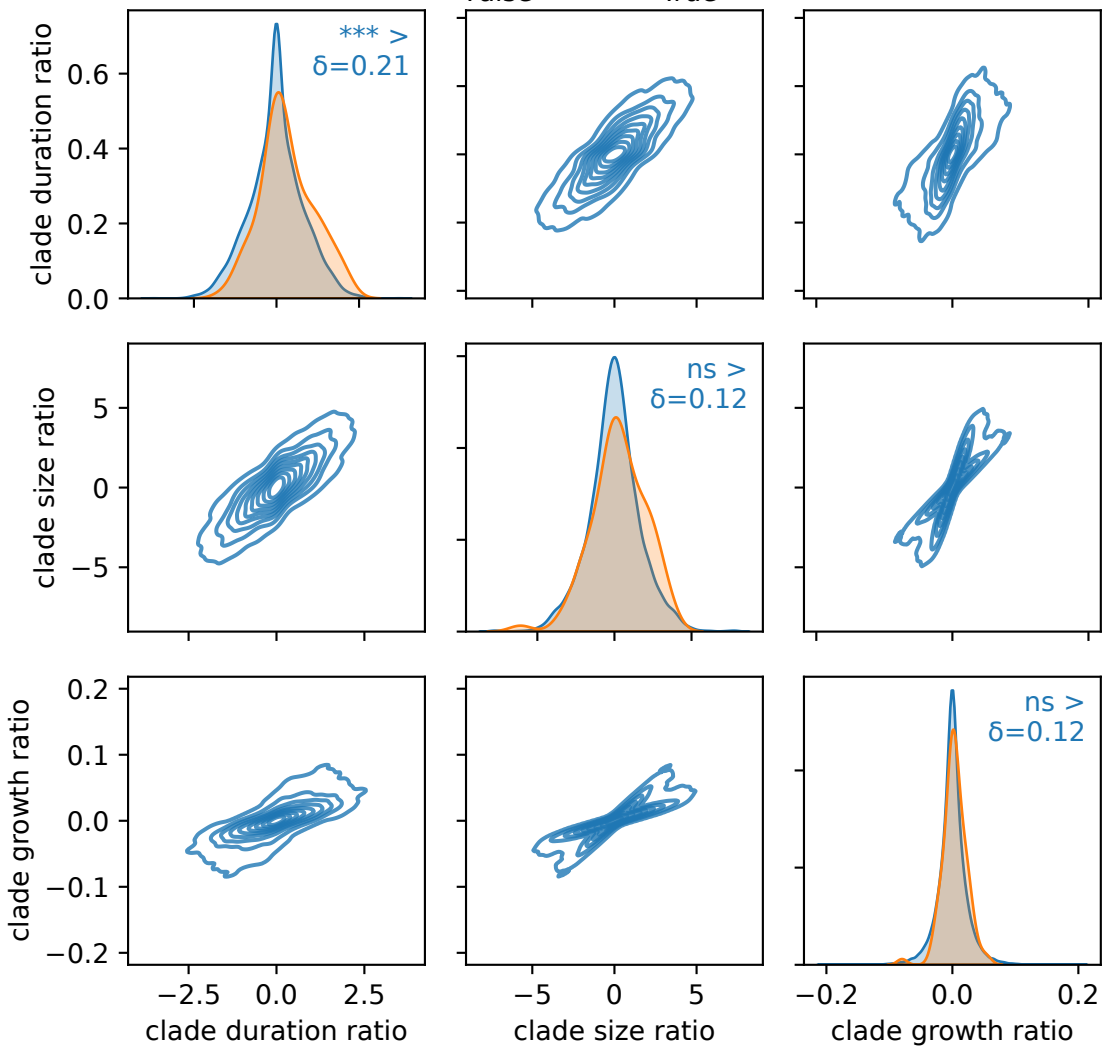 *** >
δ=0.21
clade duration ratio
0.6
0.4
0.2
0.0
ns >
δ=0.12
clade size ratio
5
0
−5
ns >
δ=0.12
clade growth ratio
0.2
0.1
0.0
−0.1
−0.2
−2.5 0.0 2.5 −5 0 5 −0.2 0.0 0.2
clade duration ratio clade size ratio clade growth ratio